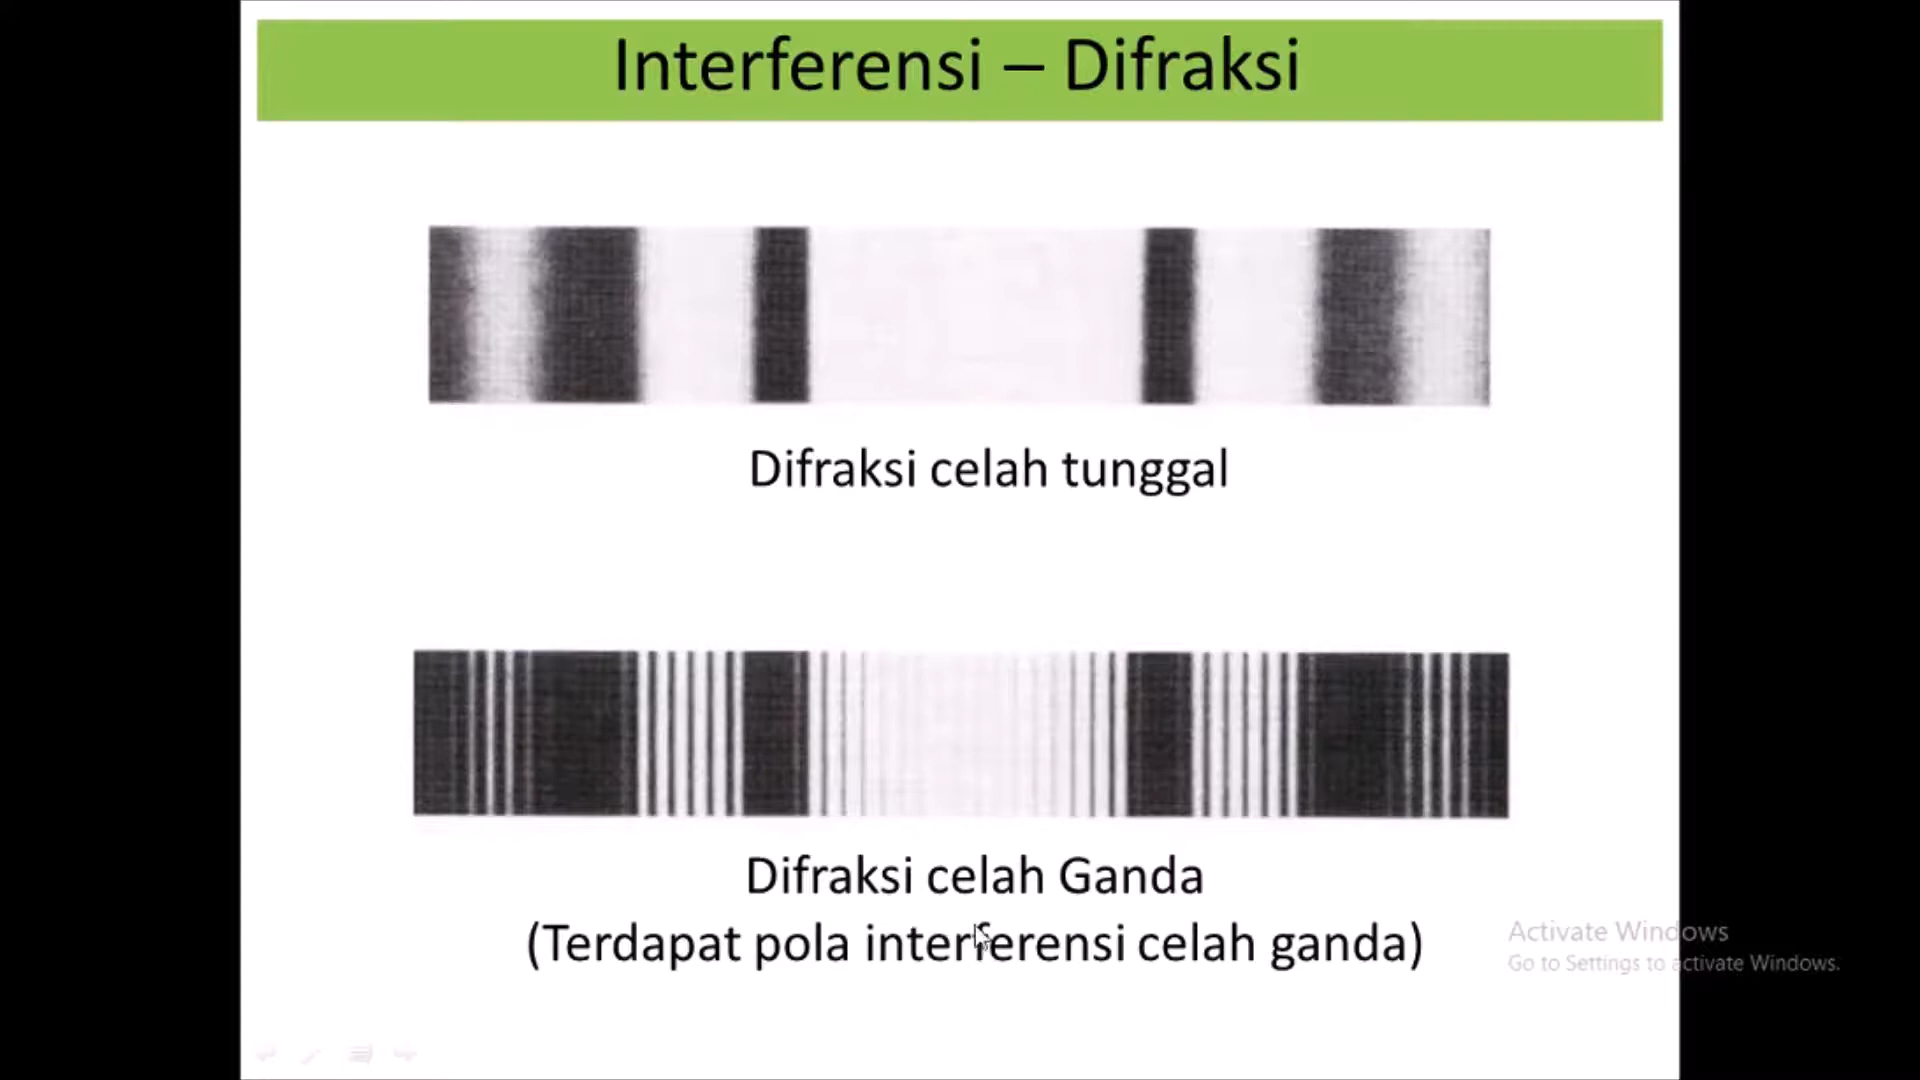 Interferensi – Difraksi
Difraksi celah tunggal
Difraksi celah Ganda
(Terdapat pola interferensi celah ganda)
Activate Windows
Go to Settings to activate Windows.